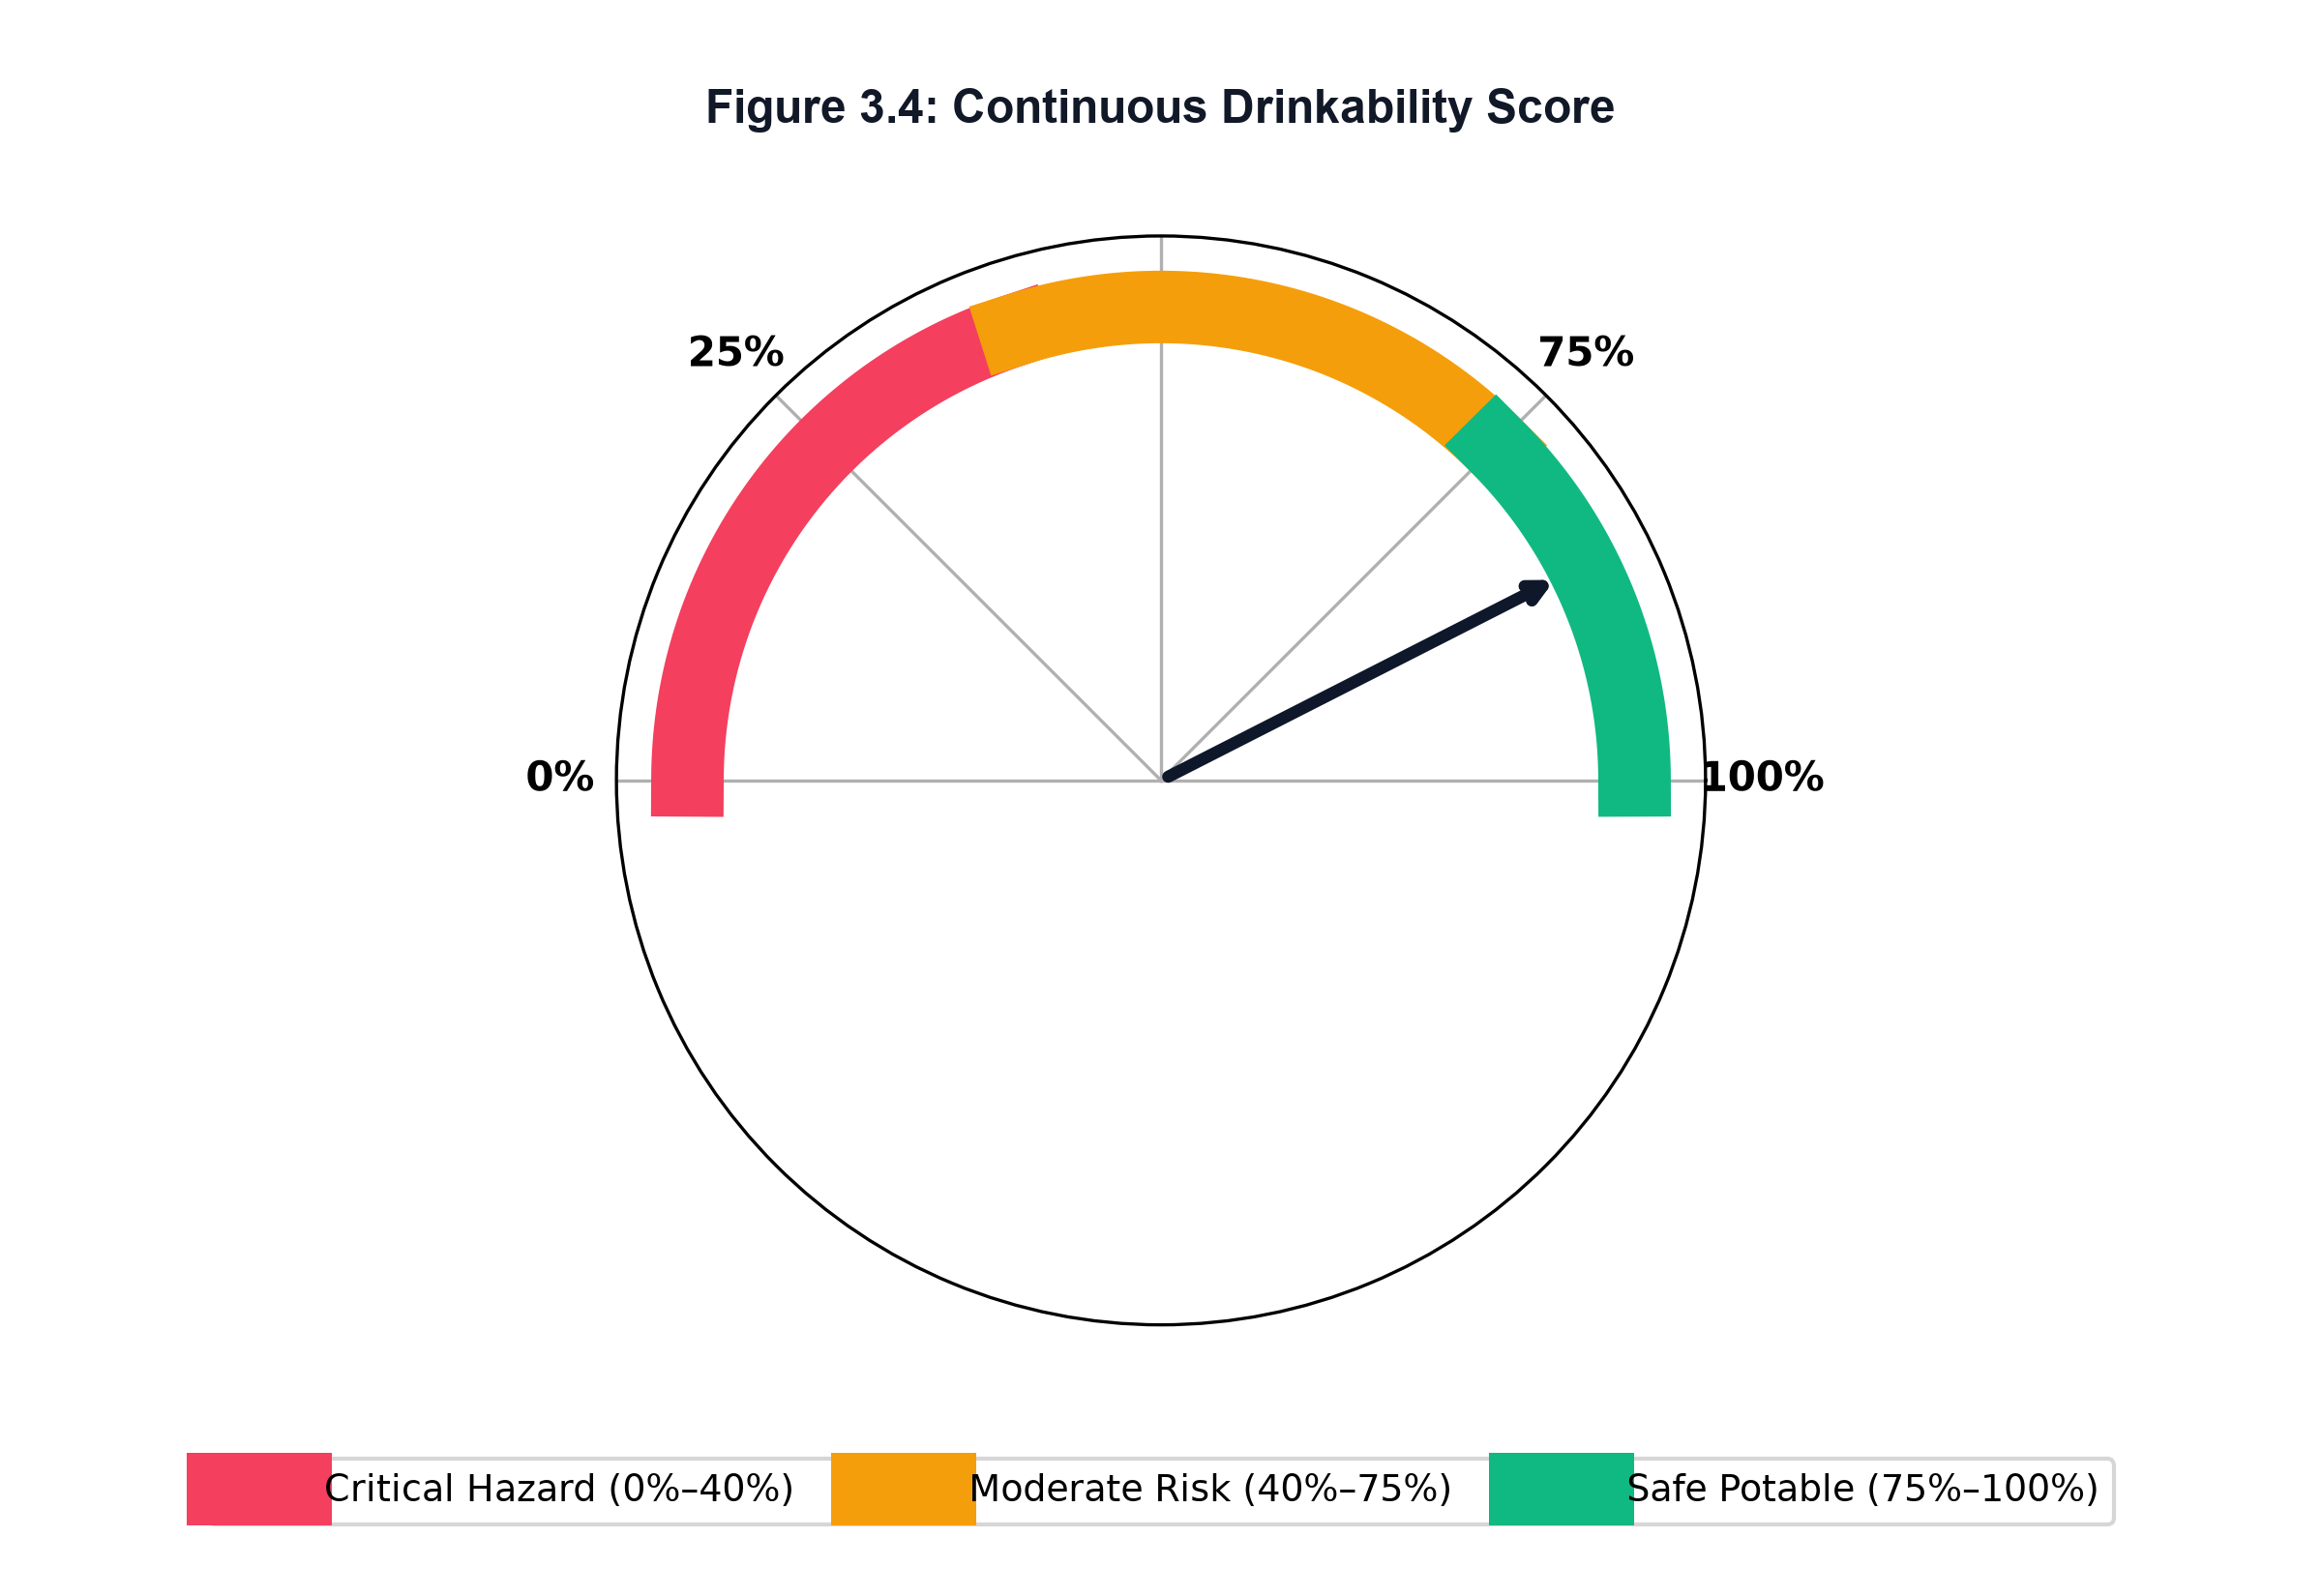 Figure 3.4: Continuous Drinkability Score
25%
75%
0%
100%
Critical Hazard (0%–40%)
Moderate Risk (40%–75%)
Safe Potable (75%–100%)